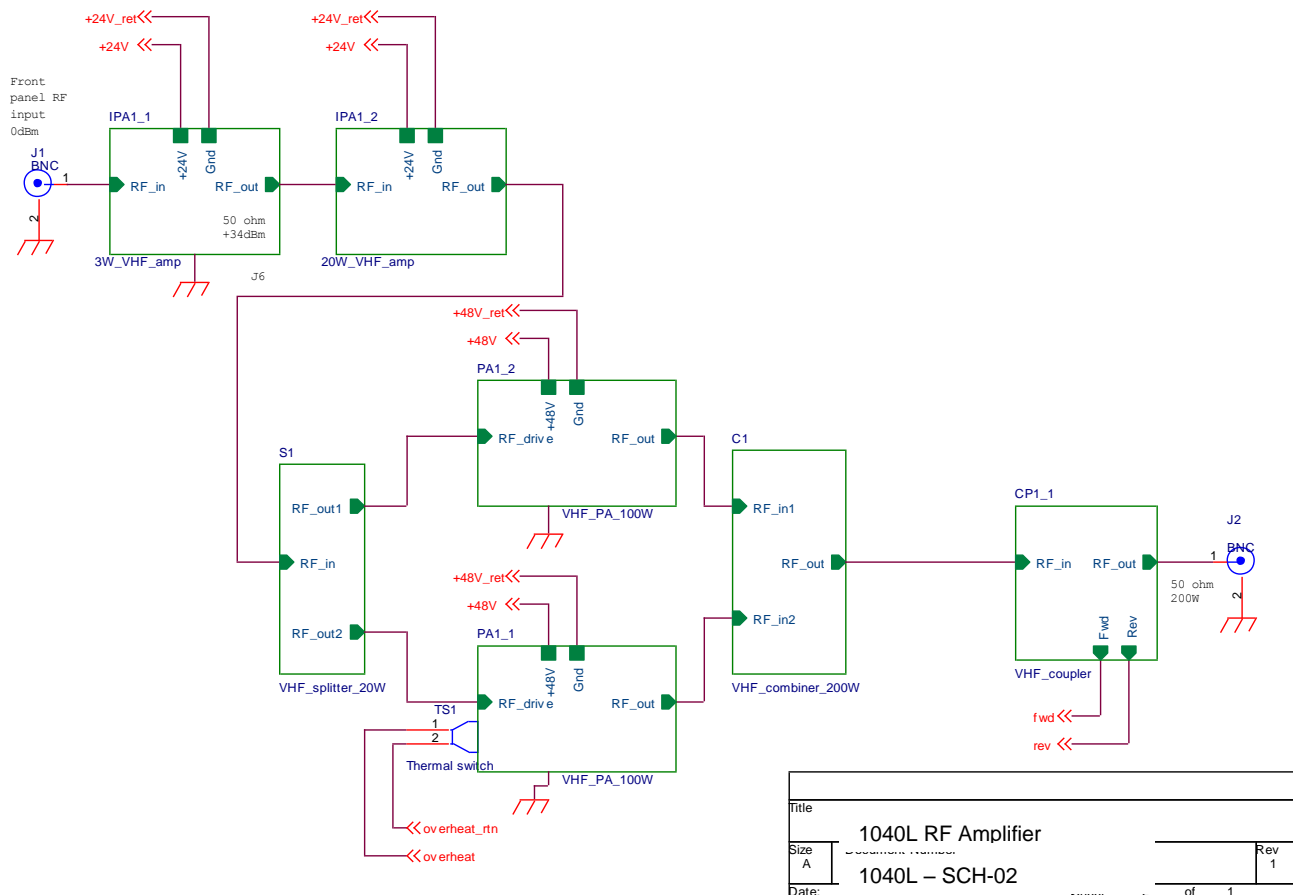 +24V_ret
+24V
+24V_ret
+24V
Front
panel RF
input
0dBm
IPA1_1
IPA1_2
J1
BNC
1
2
+24V
Gnd
RF_in
RF_out
50 ohm
+34dBm
3W_VHF_amp
J6
+24V
Gnd
RF_in
RF_out
20W_VHF_amp
+48V_ret
+48V
PA1_2
+48V
Gnd
RF_drive
RF_out
VHF_PA_100W
S1
RF_out1
RF_in
RF_out2
VHF_splitter_20W
+48V_ret
+48V
PA1_1
+48V
Gnd
RF_drive
RF_out
VHF_PA_100W
TS1
1
2
Thermal switch
overheat_rtn
overheat
C1
RF_in1
RF_out
RF_in2
VHF_combiner_200W
CP1_1
RF_in
RF_out
Fwd
Rev
VHF_coupler
fwd
rev
J2
BNC
1
2
50 ohm
200W
Title
1040L RF Amplifier
Size
A
1040L – SCH-02
Rev
1
Date:
of
1